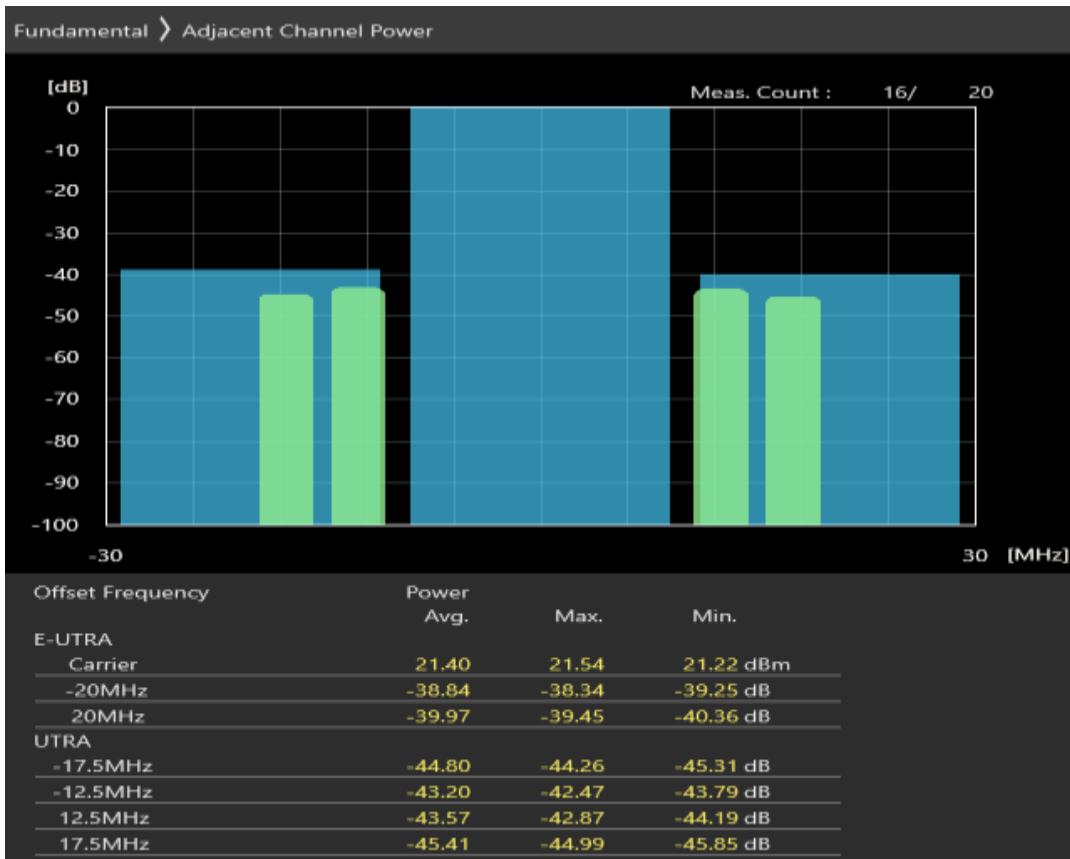 Fundamental 〉 Adjacent Channel Power
[dB]
Meas. Count : 16/ 20
0
-10
-20
-30
-40
-50
-60
-70
-80
-90
-100
-30 30 [MHz]
Offset Frequency Power
Avg. Max. Min.
E-UTRA
Carrier 21.40 21.54 21.22 dBm
-20MHz -38.84 -38.34 -39.25 dB
20MHz -39.97 -39.45 -40.36 dB
UTRA
-17.5MHz -44.80 -44.26 -45.31 dB
-12.5MHz -43.20 -42.47 -43.79 dB
12.5MHz -43.57 -42.87 -44.19 dB
17.5MHz -45.41 -44.99 -45.85 dB